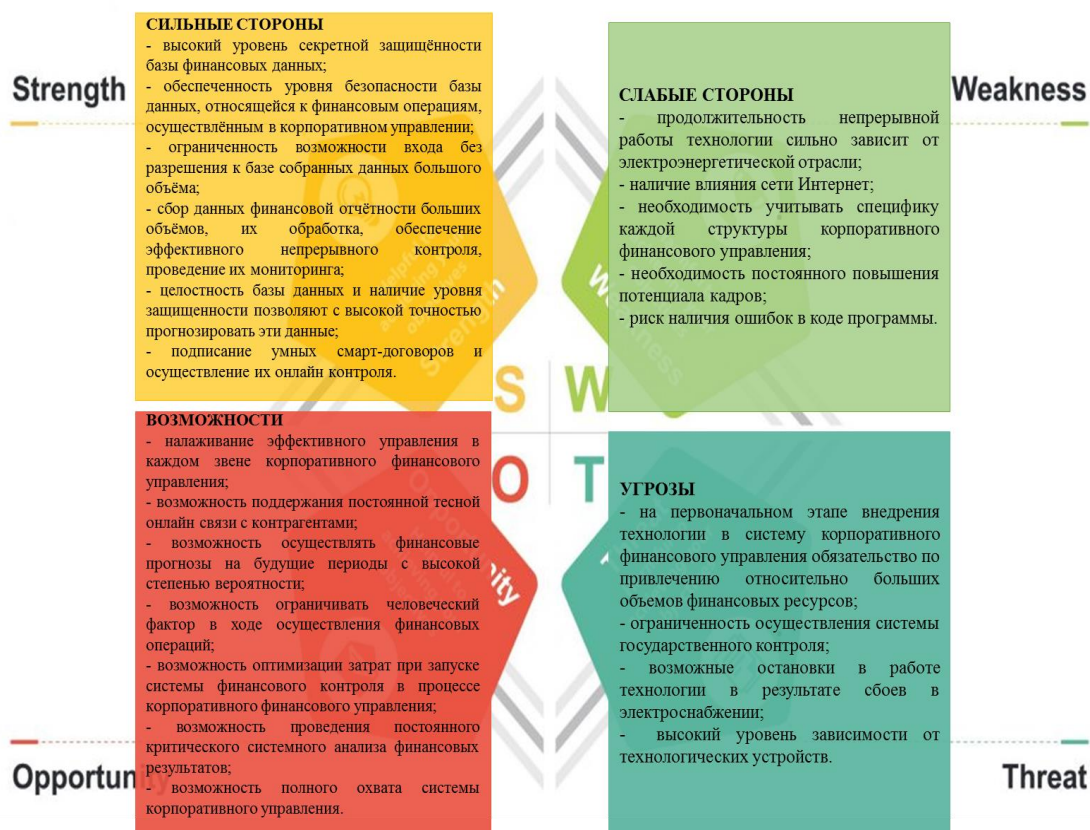 Strength
СИЛЬНЫЕ СТОРОНЫ
- высокий уровень секретной защищённости
базы финансовых данных;
- обеспеченность уровня безопасности базы
данных, относящейся к финансовым операциям,
осуществлённым в корпоративном управлении;
- ограниченность возможности входа без
разрешения к базе собранных данных большого
объёма;
- сбор данных финансовой отчётности больших
объёмов, их обработка, обеспечение
эффективного непрерывного контроля,
проведение их мониторинга;
- целостность базы данных и наличие уровня
защищенности позволяют с высокой точностью
прогнозировать эти данные;
- подписание умных смарт-договоров и
осуществление их онлайн контроля.
Strength
S
Weakness
СЛАБЫЕ СТОРОНЫ
- продолжительность непрерывной
работы технологии сильно зависит от
электроэнергетической отрасли;
- наличие влияния сети Интернет;
- необходимость учитывать специфику
каждой структуры корпоративного
финансового управления;
- необходимость постоянного повышения
потенциала кадров;
- риск наличия ошибок в коде программы.
Weakness
W
Opportunity
ВОЗМОЖНОСТИ
- налаживание эффективного управления в
каждом звене корпоративного финансового
управления;
- возможность поддержания постоянной тесной
онлайн связи с контрагентами;
- возможность осуществлять финансовые
прогнозы на будущие периоды с высокой
степенью вероятности;
- возможность ограничивать человеческий
фактор в ходе осуществления финансовых
операций;
- возможность оптимизации затрат при запуске
системы финансового контроля в процессе
корпоративного финансового управления;
- возможность проведения постоянного
критического системного анализа финансовых
результатов;
- возможность полного охвата системы
корпоративного управления.
Opportunity
O
Threat
УГРОЗЫ
- на первоначальном этапе внедрения
технологии в систему корпоративного
финансового управления обязательство по
привлечению относительно больших
объемов финансовых ресурсов;
- ограниченность осуществления системы
государственного контроля;
- возможные остановки в работе
технологии в результате сбоев в
электроснабжении;
- высокий уровень зависимости от
технологических устройств.
T